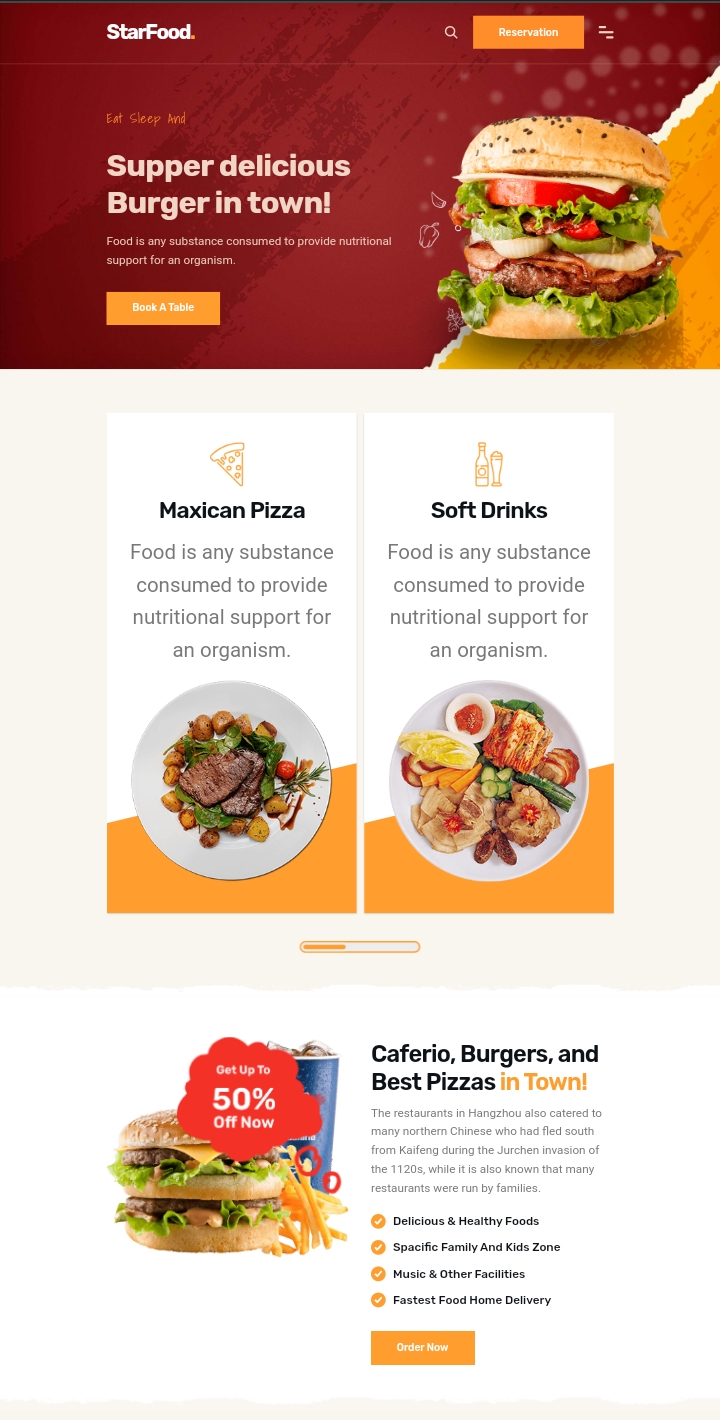 StarFood.
Reservation
Eat Sleep And
Supper delicious
Burger in town!
Food is any substance consumed to provide nutritional
support for an organism.
Book A Table
Maxican Pizza
Food is any substance
consumed to provide
nutritional support for
an organism.
Soft Drinks
Food is any substance
consumed to provide
nutritional support for
an organism.
Get Up To
50%
Off Now
Caferio, Burgers, and
Best Pizzas in Town!
The restaurants in Hangzhou also catered to
many northern Chinese who had fled south
from Kaifeng during the Jurchen invasion of
the 1120s, while it is also known that many
restaurants were run by families.
Delicious & Healthy Foods
Spacific Family And Kids Zone
Music & Other Facilities
Fastest Food Home Delivery
Order Now